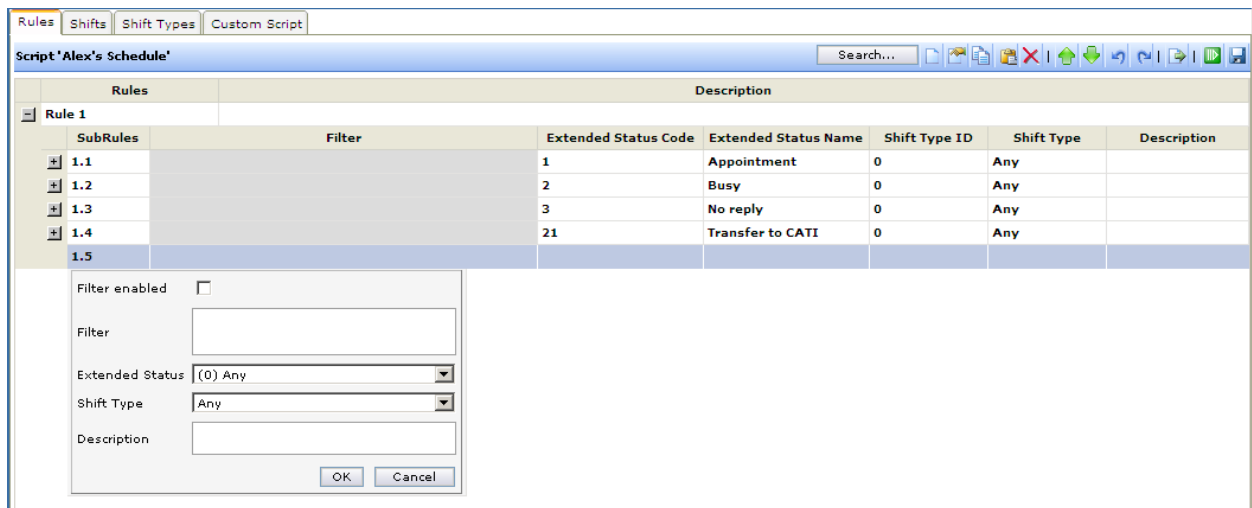 Rules Shifts Shift Types Custom Script
Script 'Alex's Schedule' Search...
Rules Description
Rule 1
SubRules Filter Extended Status Code Extended Status Name Shift Type ID Shift Type Description
1.1 1 Appointment 0 Any
1.2 2 Busy 0 Any
1.3 3 No reply 0 Any
1.4 21 Transfer to CATI 0 Any
1.5
Filter enabled
Filter
Extended Status (0) Any
Shift Type Any
Description
OK Cancel